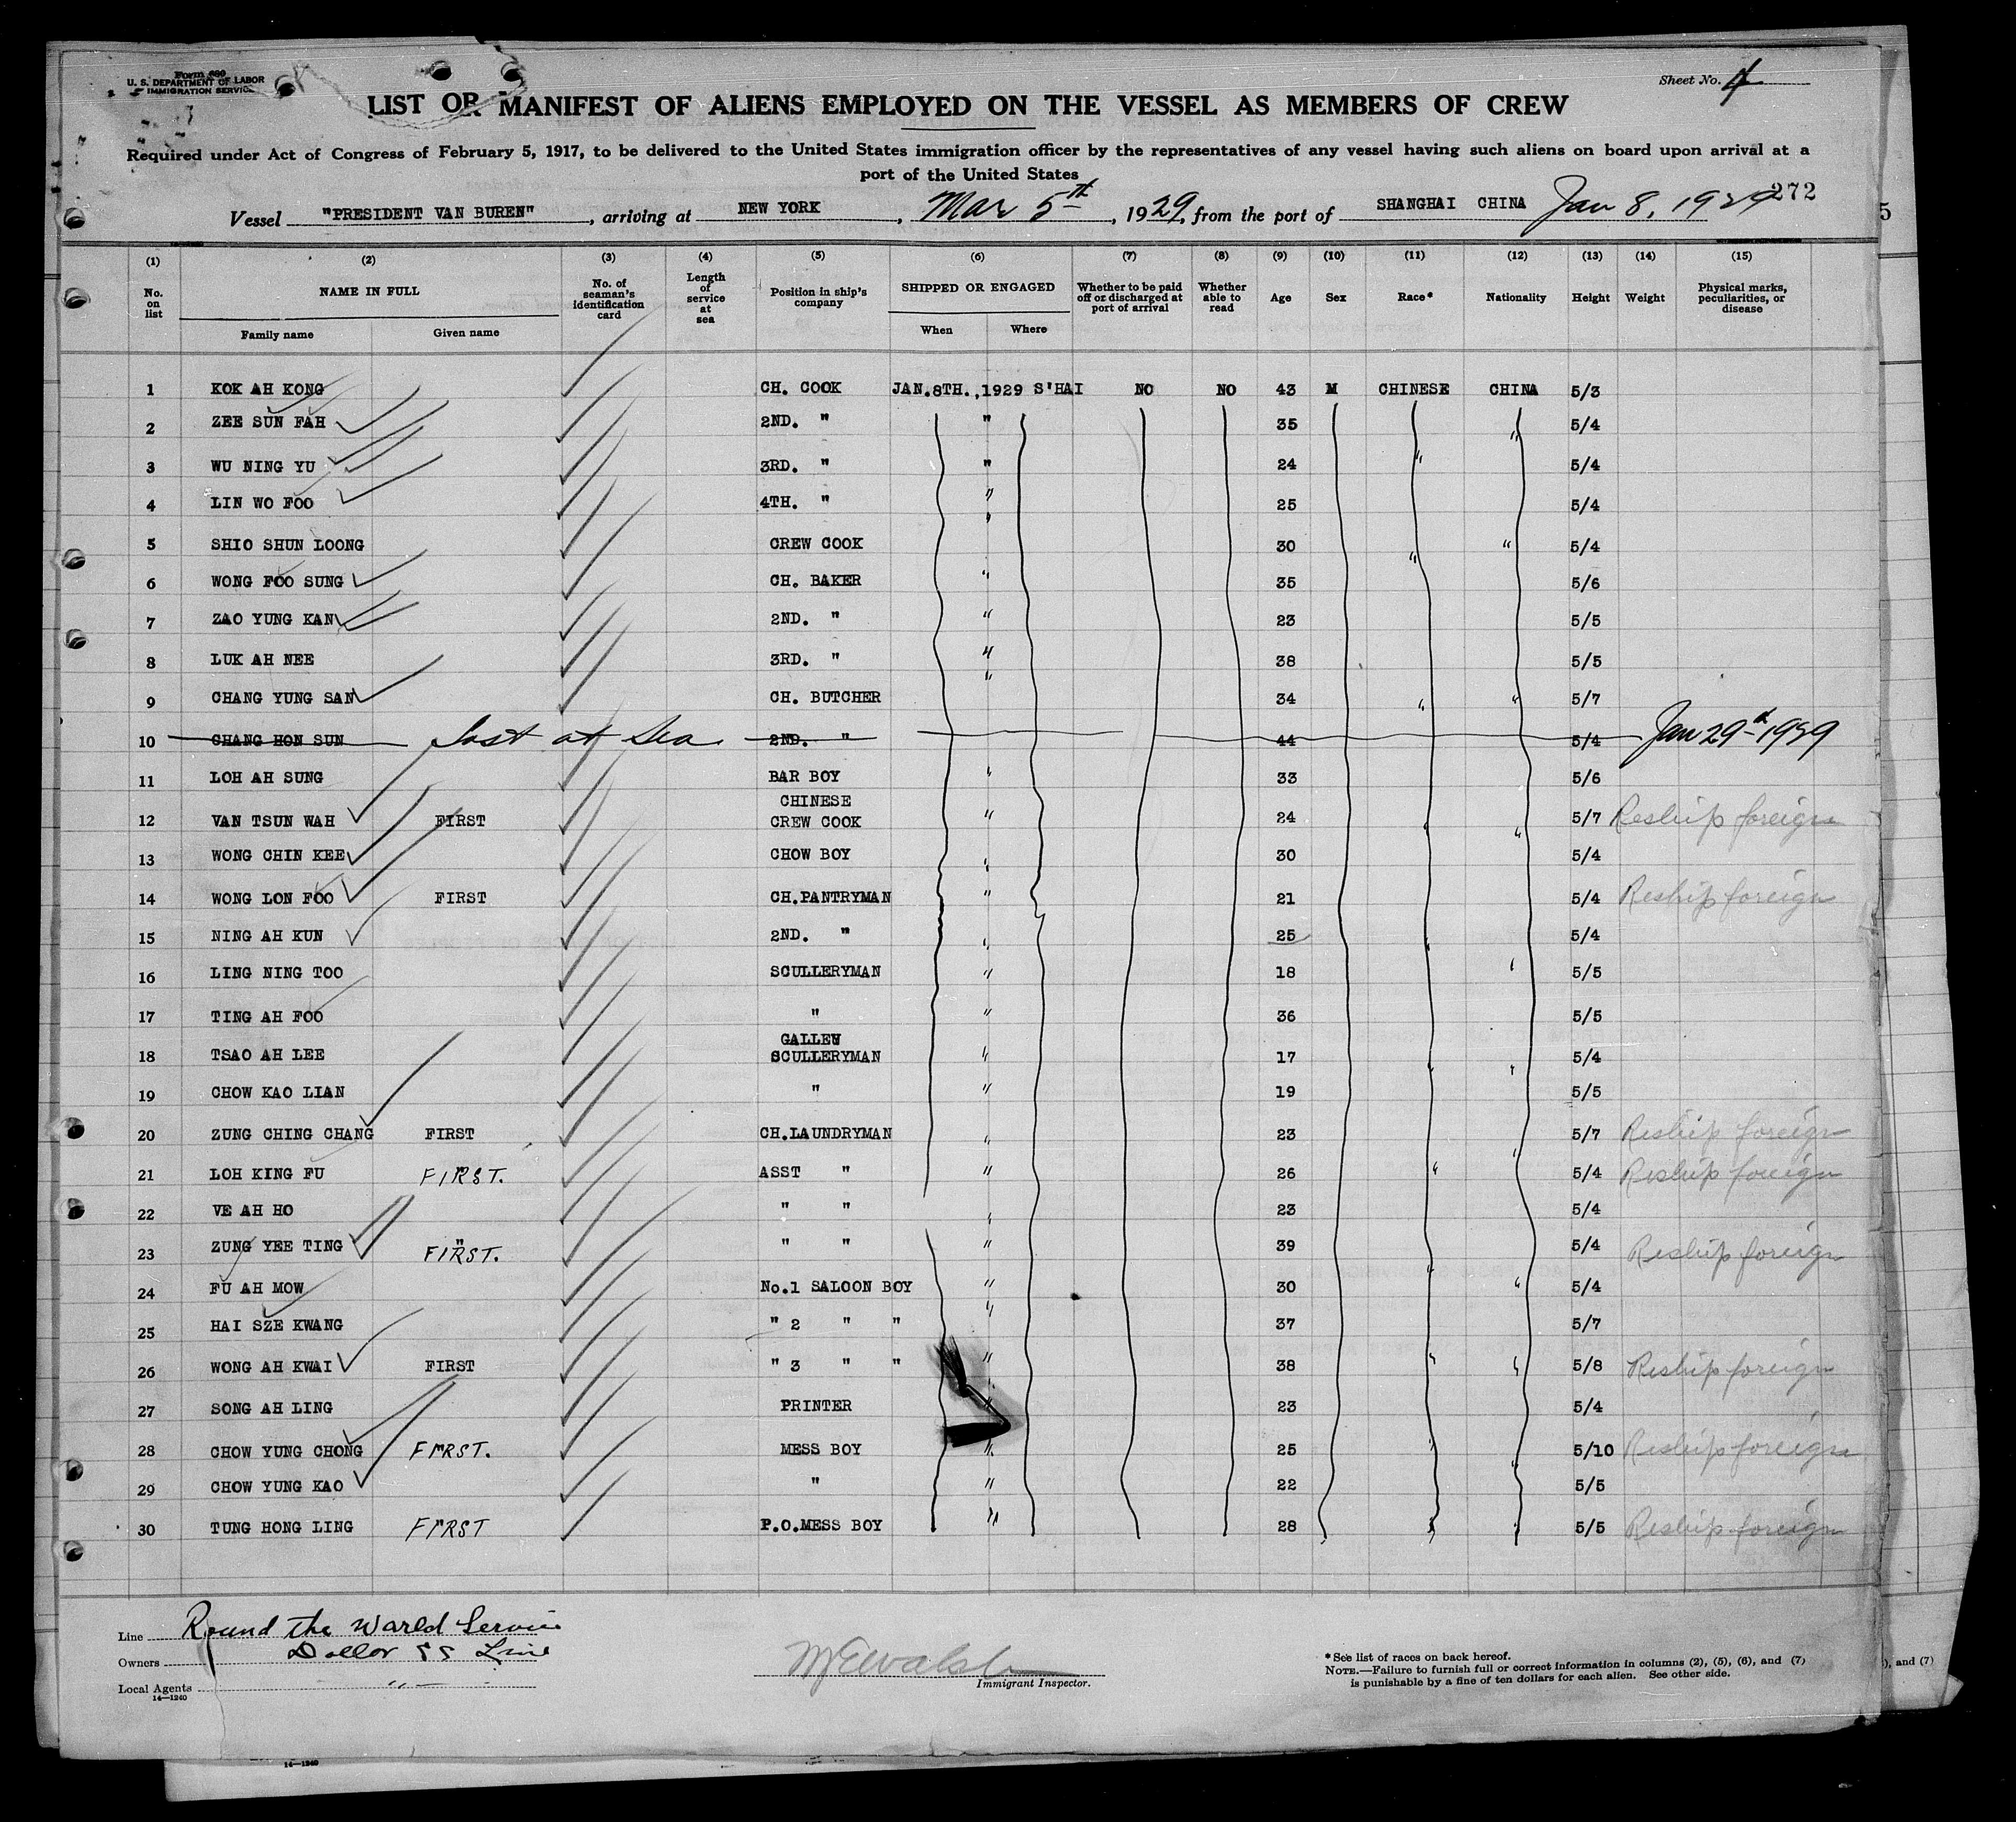 Form 680
U. S. DEPARTMENT OF LABOR
IMMIGRATION SERVICE
Sheet No. 4
LIST OR MANIFEST OF ALIENS EMPLOYED ON THE VESSEL AS MEMBERS OF CREW
Required under Act of Congress of February 5, 1917, to be delivered to the United States immigration officer by the representatives of any vessel having such aliens on board upon arrival at a
port of the United States
Vessel "PRESIDENT VAN BUREN", arriving at NEW YORK, Mar 5th, 1929, from the port of SHANGHAI CHINA Jan 8, 1929 272
5
(1) (2) (3) (4) (5) (6) (7) (8) (9) (10) (11) (12) (13) (14) (15)
No. on list NAME IN FULL Family name Given name No. of seaman's identification card Length of service at sea Position in ship's company SHIPPED OR ENGAGED When Where Whether to be paid off or discharged at port of arrival Whether able to read Age Sex Race* Nationality Height Weight Physical marks, peculiarities, or disease
1 KOK AH KONG CH. COOK JAN.8TH.,1929 S'HAI NO NO 43 M CHINESE CHINA 5/3
2 ZEE SUN FAH 2ND. " " 35 " 5/4
3 WU NING YU 3RD. " " 24 " 5/4
4 LIN WO FOO 4TH. " " 25 5/4
5 SHIO SHUN LOONG CREW COOK " 30 " " 5/4
6 WONG FOO SUNG CH. BAKER " 35 5/6
7 ZAO YUNG KAN 2ND. " " 23 5/5
8 LUK AH NEE 3RD. " " 38 5/5
9 CHANG YUNG SAN CH. BUTCHER " 34 " " 5/7
10 CHANG HON SUN Lost at Sea 2ND. " 44 5/4 Jan 29th 1929
11 LOH AH SUNG BAR BOY " 33 5/6
12 VAN TSUN WAH FIRST CHINESE CREW COOK " 24 " " 5/7 Reship foreign
13 WONG CHIN KEE CHOW BOY " 30 5/4
14 WONG LON FOO FIRST CH.PANTRYMAN " 21 5/4 Reship foreign
15 NING AH KUN 2ND. " " 25 " 5/4
16 LING NING TOO SCULLERYMAN " 18 " 5/5
17 TING AH FOO " " 36 5/5
18 TSAO AH LEE GALLEY SCULLERYMAN " 17 " " 5/4
19 CHOW KAO LIAN " " 19 5/5
20 ZUNG CHING CHANG FIRST CH.LAUNDRYMAN " 23 5/7 Reship foreign
21 LOH KING FU FIRST. ASST " " 26 " " 5/4 Reship foreign
22 VE AH HO " " " 23 5/4
23 ZUNG YEE TING FIRST. " " " 39 5/4 Reship foreign
24 FU AH MOW No.1 SALOON BOY " 30 " " 5/4
25 HAI SZE KWANG " 2 " " " 37 5/7
26 WONG AH KWAI FIRST " 3 " " " 38 " " 5/8 Reship foreign
27 SONG AH LING PRINTER " 23 5/4
28 CHOW YUNG CHONG FIRST. MESS BOY " 25 " " 5/10 Reship foreign
29 CHOW YUNG KAO " " 22 5/5
30 TUNG HONG LING FIRST P.O.MESS BOY " 28 " " 5/5 Reship foreign
Line Round the World Service
Owners Dollar SS Line
Local Agents " —
14—1240
Immigrant Inspector.
*See list of races on back hereof.
NOTE.—Failure to furnish full or correct information in columns (2), (5), (6), and (7)
is punishable by a fine of ten dollars for each alien. See other side.
), and (7)
14—1240